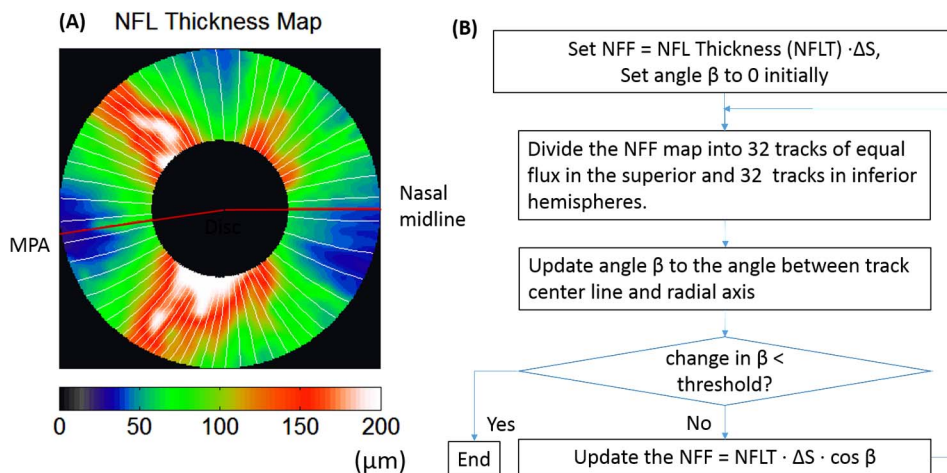 (A)
NFL Thickness Map
MPA
Disc
Nasal
midline
0 50 100 150 200
(μm)
(B)
Set NFF = NFL Thickness (NFLT) ·ΔS,
Set angle β to 0 initially
Divide the NFF map into 32 tracks of equal
flux in the superior and 32 tracks in inferior
hemispheres.
Update angle β to the angle between track
center line and radial axis
change in β <
threshold?
Yes
No
End
Update the NFF = NFLT · ΔS · cos β